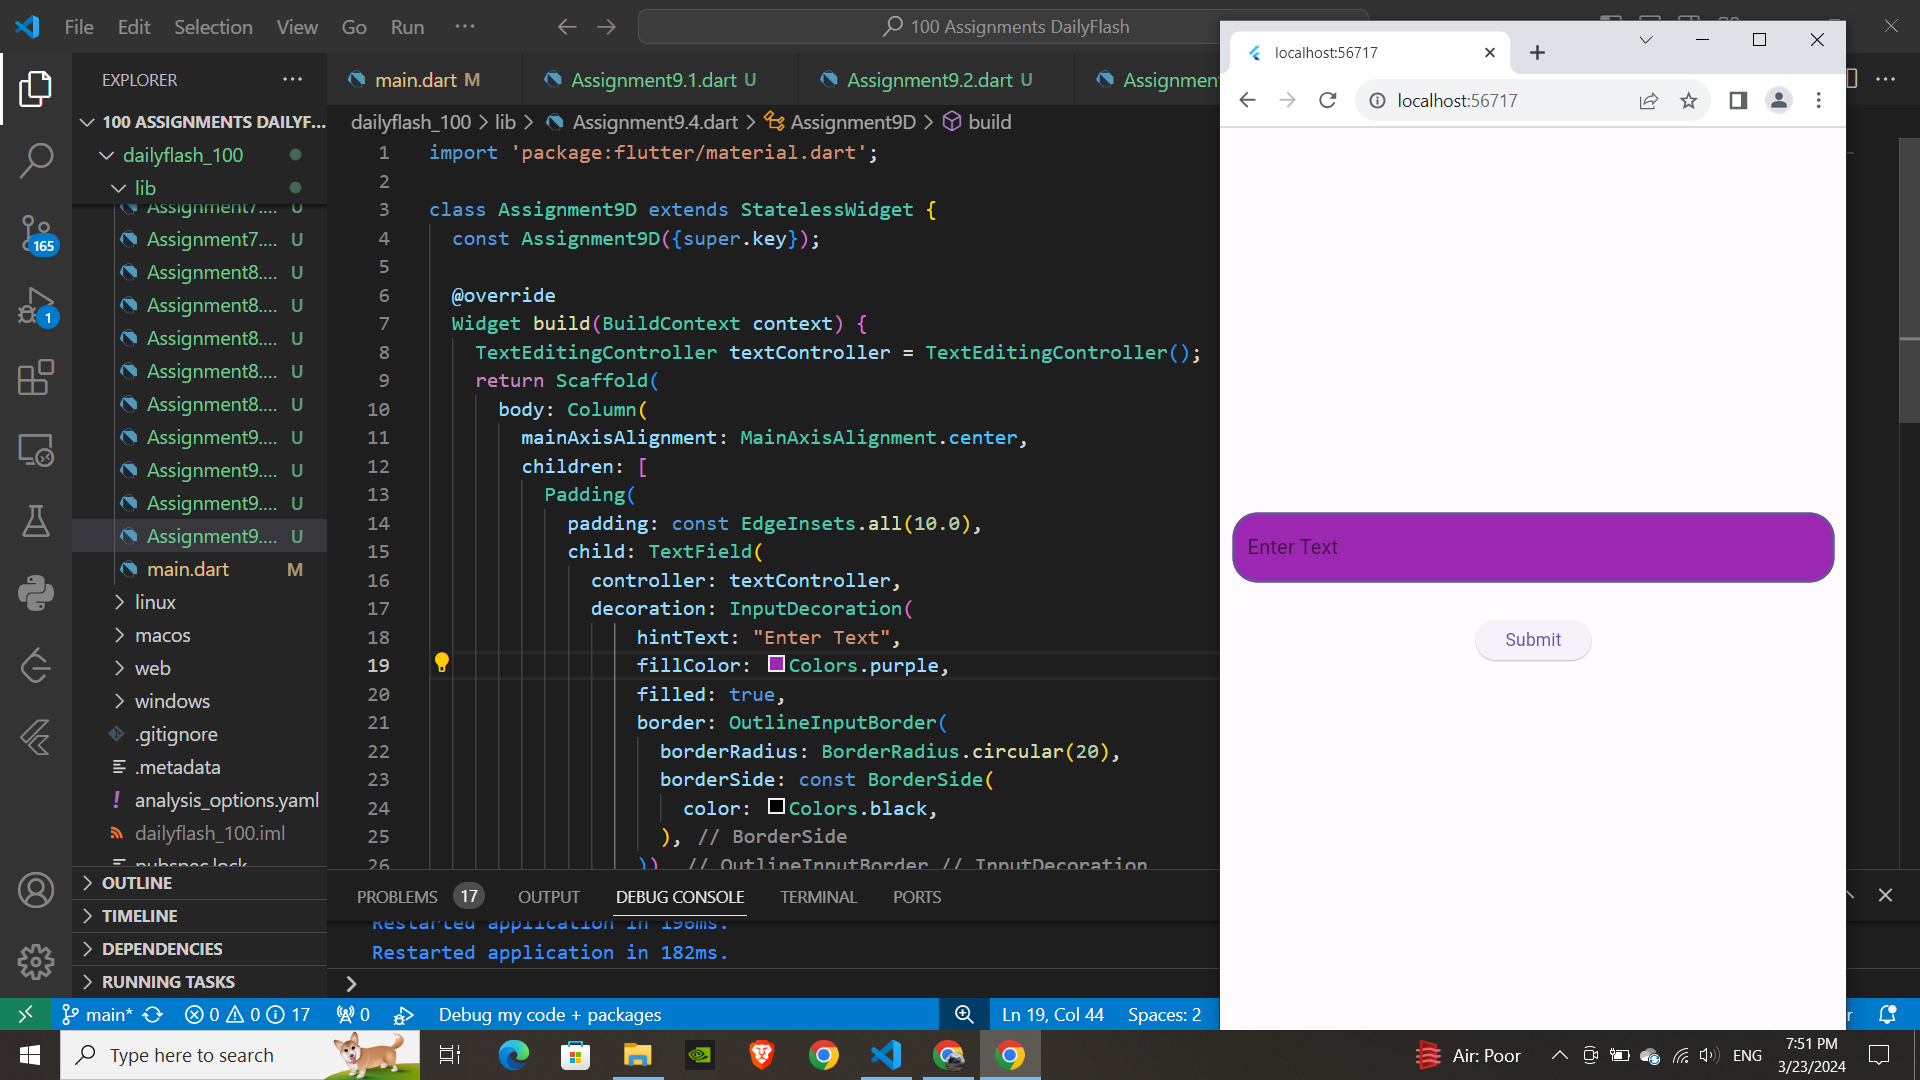 File Edit Selection View Go Run ···
100 Assignments DailyFlash
EXPLORER
100 ASSIGNMENTS DAILYF...
dailyflash_100
lib
Assignment7.... U
Assignment7.... U
Assignment8.... U
Assignment8.... U
Assignment8.... U
Assignment8.... U
Assignment8.... U
Assignment9.... U
Assignment9.... U
Assignment9.... U
Assignment9.... U
main.dart M
linux
macos
web
windows
.gitignore
.metadata
analysis_options.yaml
dailyflash_100.iml
pubspec.lock
OUTLINE
TIMELINE
DEPENDENCIES
RUNNING TASKS
165
1
main.dart M
Assignment9.1.dart U
Assignment9.2.dart U
Assignmen
dailyflash_100 > lib > Assignment9.4.dart > Assignment9D > build
1 import 'package:flutter/material.dart';
2
3 class Assignment9D extends StatelessWidget {
4 const Assignment9D({super.key});
5
6 @override
7 Widget build(BuildContext context) {
8 TextEditingController textController = TextEditingController();
9 return Scaffold(
10 body: Column(
11 mainAxisAlignment: MainAxisAlignment.center,
12 children: [
13 Padding(
14 padding: const EdgeInsets.all(10.0),
15 child: TextField(
16 controller: textController,
17 decoration: InputDecoration(
18 hintText: "Enter Text",
19 fillColor: Colors.purple,
20 filled: true,
21 border: OutlineInputBorder(
22 borderRadius: BorderRadius.circular(20),
23 borderSide: const BorderSide(
24 color: Colors.black,
25 ), // BorderSide
26 )) // OutlineInputBorder // InputDecoration
PROBLEMS 17 OUTPUT DEBUG CONSOLE TERMINAL PORTS
Restarted application in 196ms.
Restarted application in 182ms.
localhost:56717
localhost:56717
Enter Text
Submit
main* 0 0 17 0 Debug my code + packages Ln 19, Col 44 Spaces: 2
Type here to search
Air: Poor
ENG
7:51 PM
3/23/2024